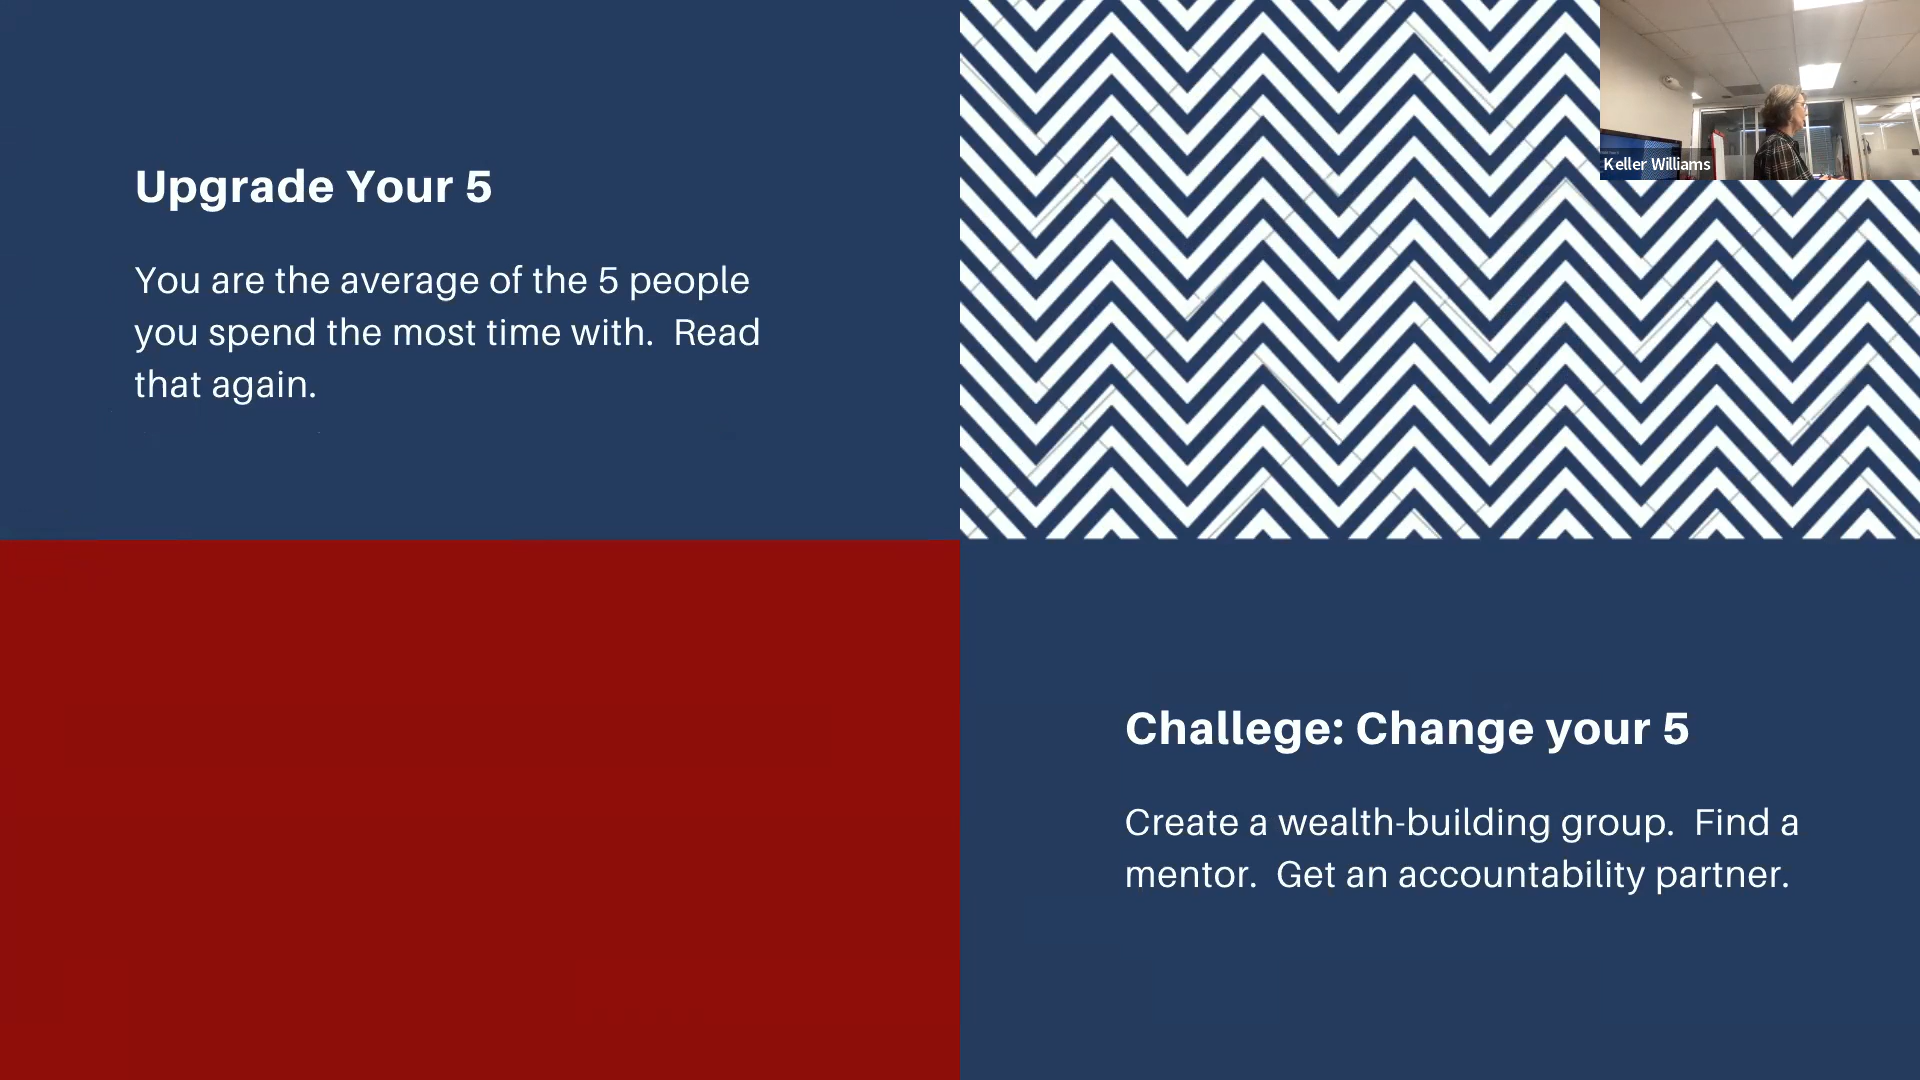 Upgrade Your 5
You are the average of the 5 people
you spend the most time with.  Read
that again.
Keller Williams
Challege: Change your 5
Create a wealth-building group.  Find a
mentor.  Get an accountability partner.